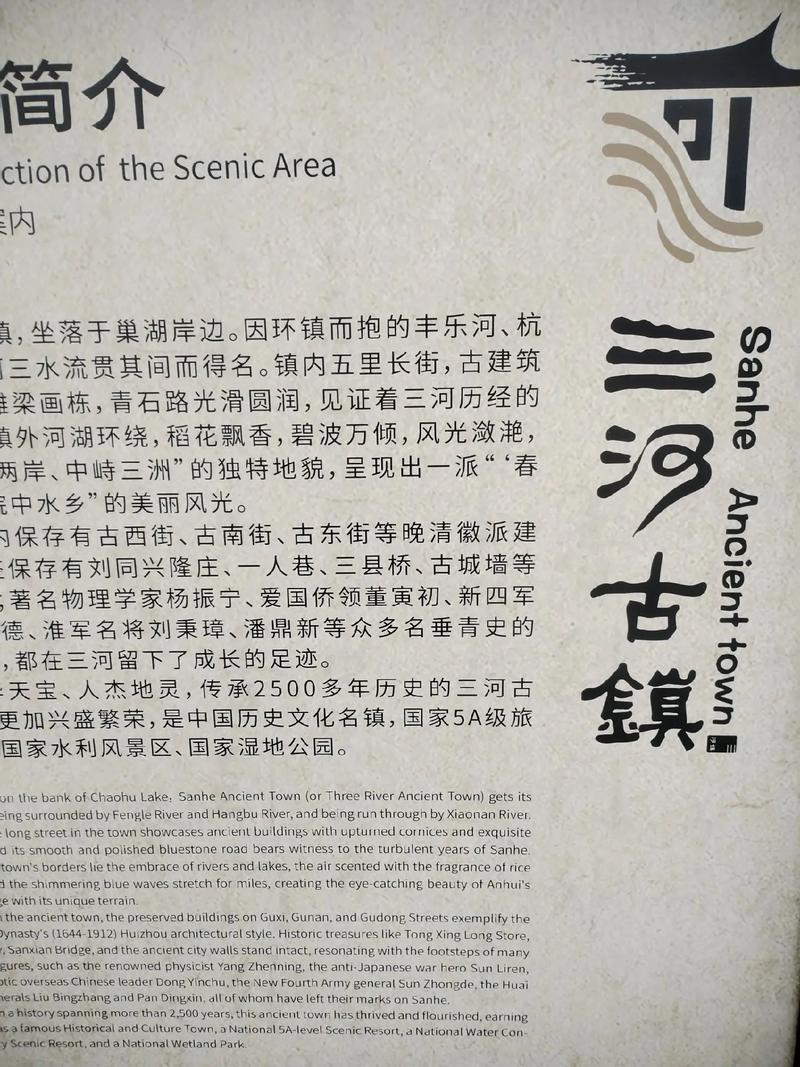 简介
ction of the Scenic Area
案内
镇，坐落于巢湖岸边。因环镇而抱的丰乐河、杭
三水流贯其间而得名。镇内五里长街，古建筑
雕梁画栋，青石路光滑圆润，见证着三河历经的
镇外河湖环绕，稻花飘香，碧波万倾，风光潋滟，
两岸、中峙三洲”的独特地貌，呈现出一派“‘春
院中水乡”的美丽风光。
内保存有古西街、古南街、古东街等晚清徽派建
保存有刘同兴隆庄、一人巷、三县桥、古城墙等
；著名物理学家杨振宁、爱国侨领董寅初、新四军
德、淮军名将刘秉璋、潘鼎新等众多名垂青史的
，都在三河留下了成长的足迹。
天宝、人杰地灵，传承2500多年历史的三河古
更加兴盛繁荣，是中国历史文化名镇，国家5A级旅
国家水利风景区、国家湿地公园。
on the bank of Chaohu Lake, Sanhe Ancient Town (or Three River Ancient Town) gets its
eing surrounded by Fengle River and Hangbu River, and being run through by Xiaonan River.
long street in the town showcases ancient buildings with upturned cornices and exquisite
d its smooth and polished bluestone road bears witness to the turbulent years of Sanhe.
town's borders lie the embrace of rivers and lakes, the air scented with the fragrance of rice
d the shimmering blue waves stretch for miles, creating the eye-catching beauty of Anhui's
ge with its unique terrain.
n the ancient town, the preserved buildings on Guxi, Gunan, and Gudong Streets exemplify the
Dynasty's (1644-1912) Huizhou architectural style. Historic treasures like Tong Xing Long Store,
y, Sanxian Bridge, and the ancient city walls stand intact, resonating with the footsteps of many
gures, such as the renowned physicist Yang Zhenning, the anti-Japanese war hero Sun Liren,
otic overseas Chinese leader Dong Yinchu, the New Fourth Army general Sun Zhongde, the Huai
nerals Liu Bingzhang and Pan Dingxin, all of whom have left their marks on Sanhe.
n a history spanning more than 2,500 years, this ancient town has thrived and flourished, earning
as a famous Historical and Culture Town, a National 5A-level Scenic Resort, a National Water Con-
y Scenic Resort, and a National Wetland Park.
三河古鎮
Sanhe Ancient town